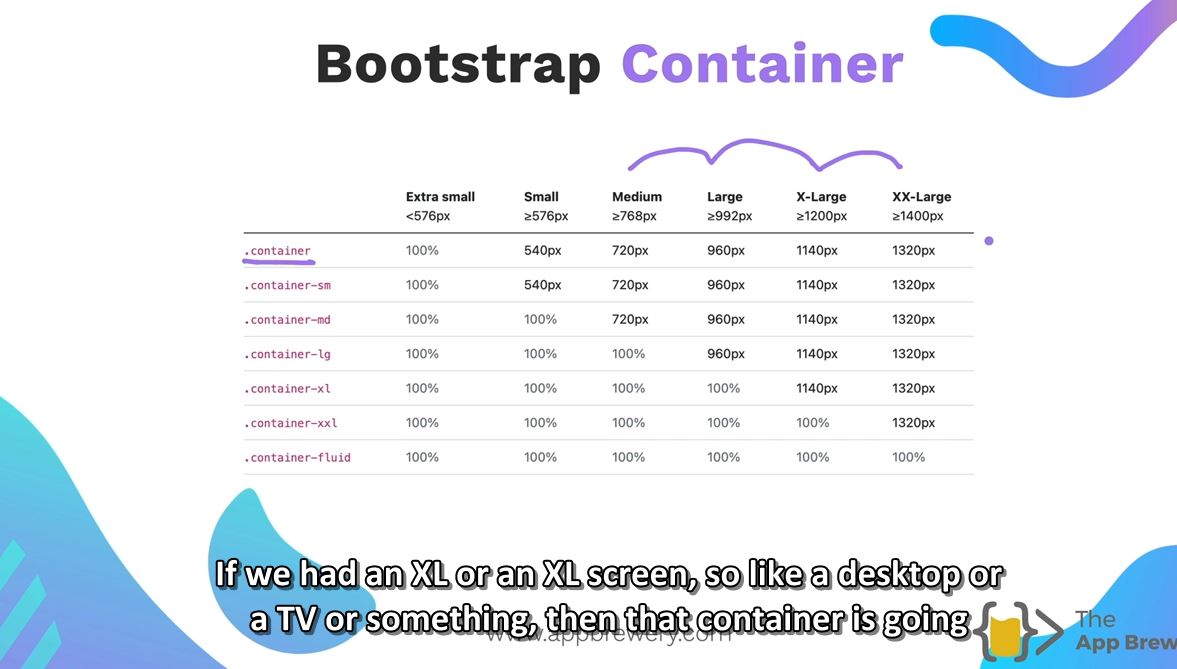 Bootstrap Container
Extra small Small Medium Large X-Large XX-Large
<576px ≥576px ≥768px ≥992px ≥1200px ≥1400px
.container 100% 540px 720px 960px 1140px 1320px
.container-sm 100% 540px 720px 960px 1140px 1320px
.container-md 100% 100% 720px 960px 1140px 1320px
.container-lg 100% 100% 100% 960px 1140px 1320px
.container-xl 100% 100% 100% 100% 1140px 1320px
.container-xxl 100% 100% 100% 100% 100% 1320px
.container-fluid 100% 100% 100% 100% 100% 100%
If we had an XL or an XL screen, so like a desktop or
a TV or something, then that container is going
www.appbrewery.com
The
App Brew